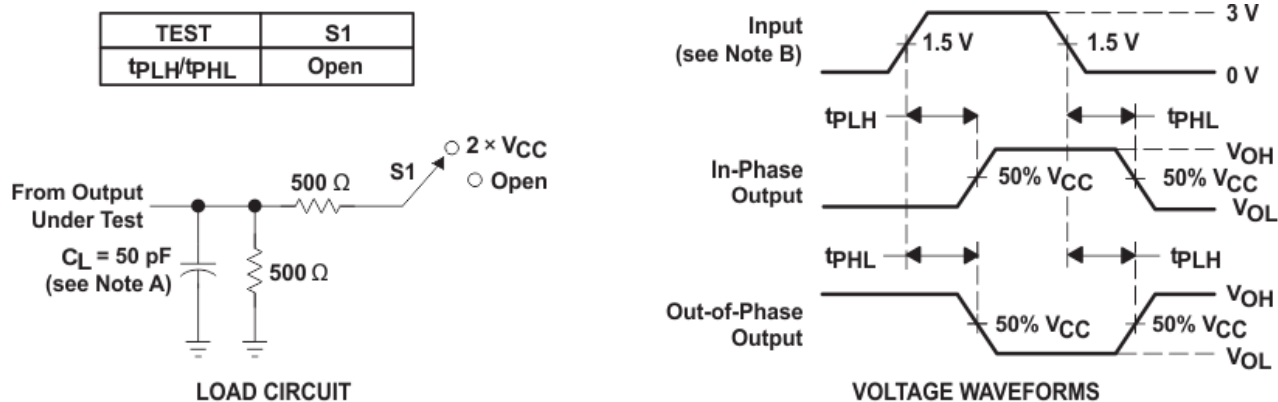 TEST S1
tPLH/tPHL Open
2 × VCC
S1
Open
500 Ω
From Output
Under Test
CL = 50 pF
(see Note A)
500 Ω
LOAD CIRCUIT
Input
(see Note B)
3 V
1.5 V
1.5 V
0 V
tPLH
tPHL
In-Phase
Output
VOH
50% VCC
50% VCC
VOL
tPHL
tPLH
Out-of-Phase
Output
VOH
50% VCC
50% VCC
VOL
VOLTAGE WAVEFORMS